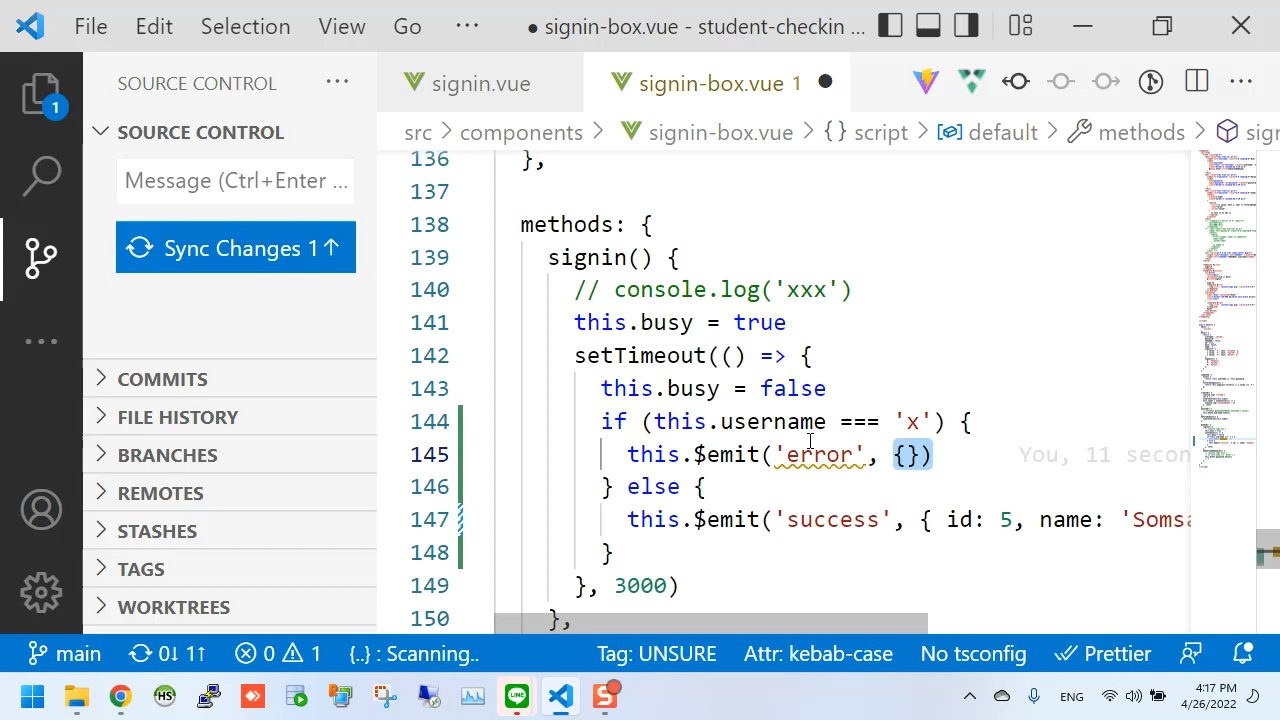 File Edit Selection View Go ··· ● signin-box.vue - student-checkin ...
SOURCE CONTROL ···
signin.vue
signin-box.vue 1 ●
1
src > components > signin-box.vue > {} script > default > methods >
SOURCE CONTROL
Message (Ctrl+Enter ...
Sync Changes 1↑
COMMITS
FILE HISTORY
BRANCHES
REMOTES
STASHES
TAGS
WORKTREES
136 },
137
138 methods: {
139 signin() {
140 // console.log('xxx')
141 this.busy = true
142 setTimeout(() => {
143 this.busy = false
144 if (this.username === 'x') {
145 this.$emit('error', {}) You, 11 secon
146 } else {
147 this.$emit('success', { id: 5, name: 'Somsa
148 }
149 }, 3000)
150 },
main 0↓ 1↑ 0 1 {..} : Scanning.. Tag: UNSURE Attr: kebab-case No tsconfig Prettier
HS LINE S ENG 4:17 PM
4/26/2022